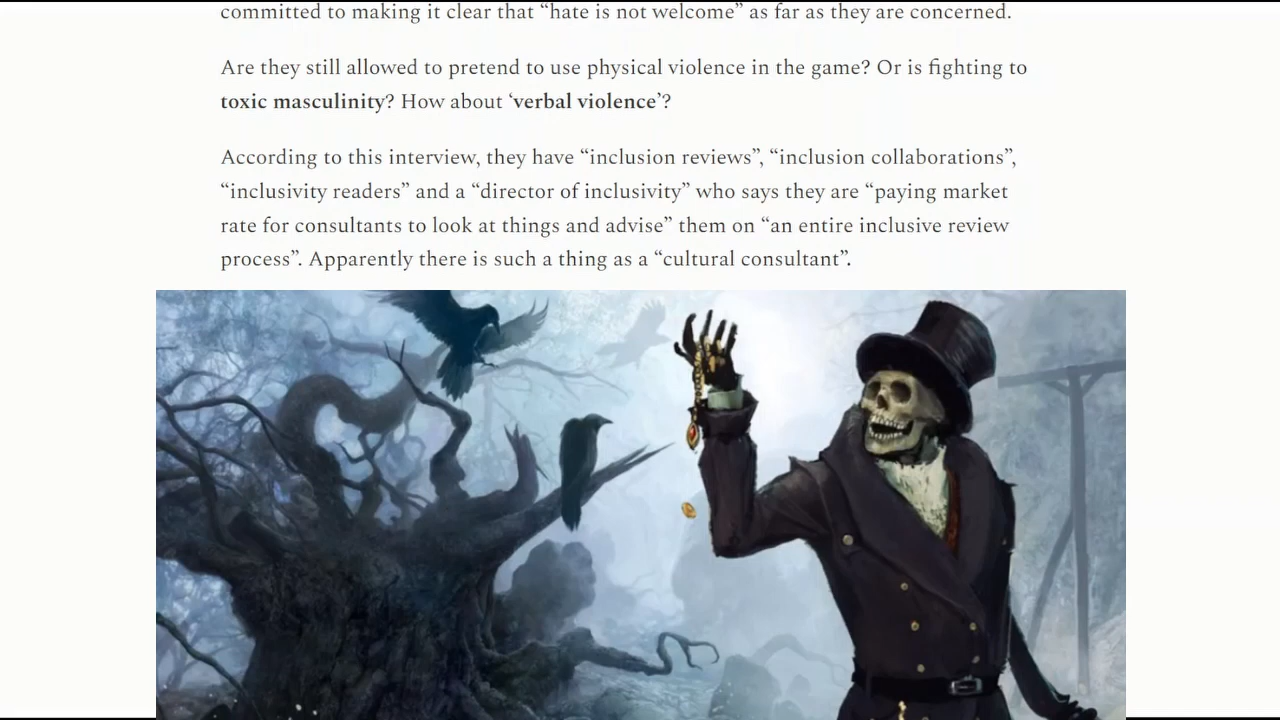 committed to making it clear that “hate is not welcome” as far as they are concerned.
Are they still allowed to pretend to use physical violence in the game? Or is fighting to
toxic masculinity? How about ‘verbal violence’?
According to this interview, they have “inclusion reviews”, “inclusion collaborations”,
“inclusivity readers” and a “director of inclusivity” who says they are “paying market
rate for consultants to look at things and advise” them on “an entire inclusive review
process”. Apparently there is such a thing as a “cultural consultant”.